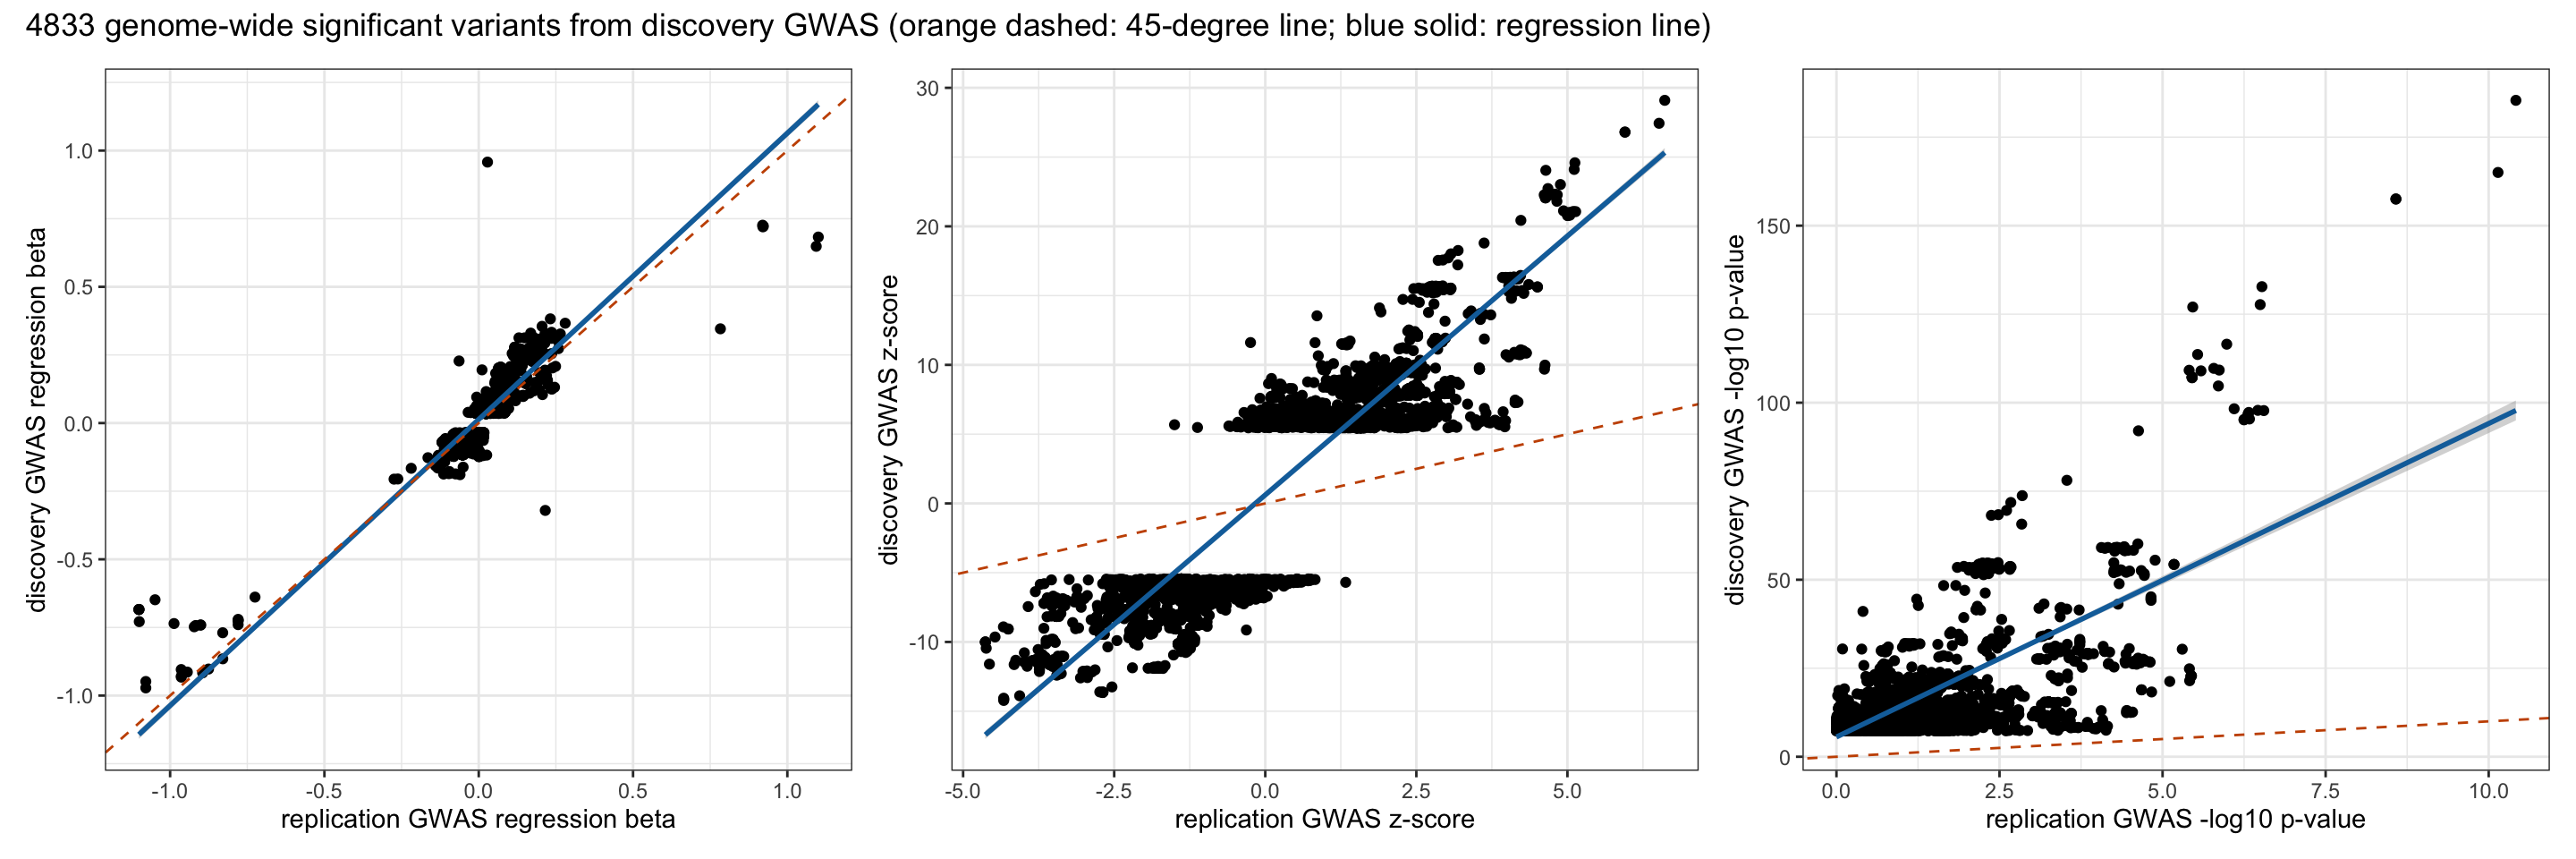 4833 genome-wide significant variants from discovery GWAS (orange dashed: 45-degree line; blue solid: regression line)
discovery GWAS regression beta
1.0
0.5
0.0
-0.5
-1.0
-1.0 -0.5 0.0 0.5 1.0
replication GWAS regression beta
discovery GWAS z-score
30
20
10
0
-10
-5.0 -2.5 0.0 2.5 5.0
replication GWAS z-score
discovery GWAS -log10 p-value
150
100
50
0
0.0 2.5 5.0 7.5 10.0
replication GWAS -log10 p-value